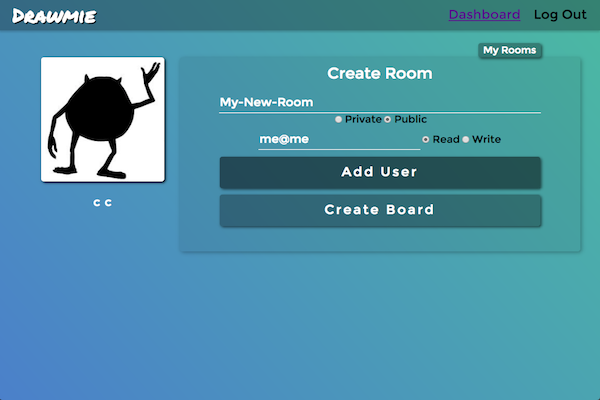 Drawmie
Dashboard Log Out
My Rooms
Create Room
My-New-Room
Private Public
me@me
Read Write
Add User
Create Board
c c